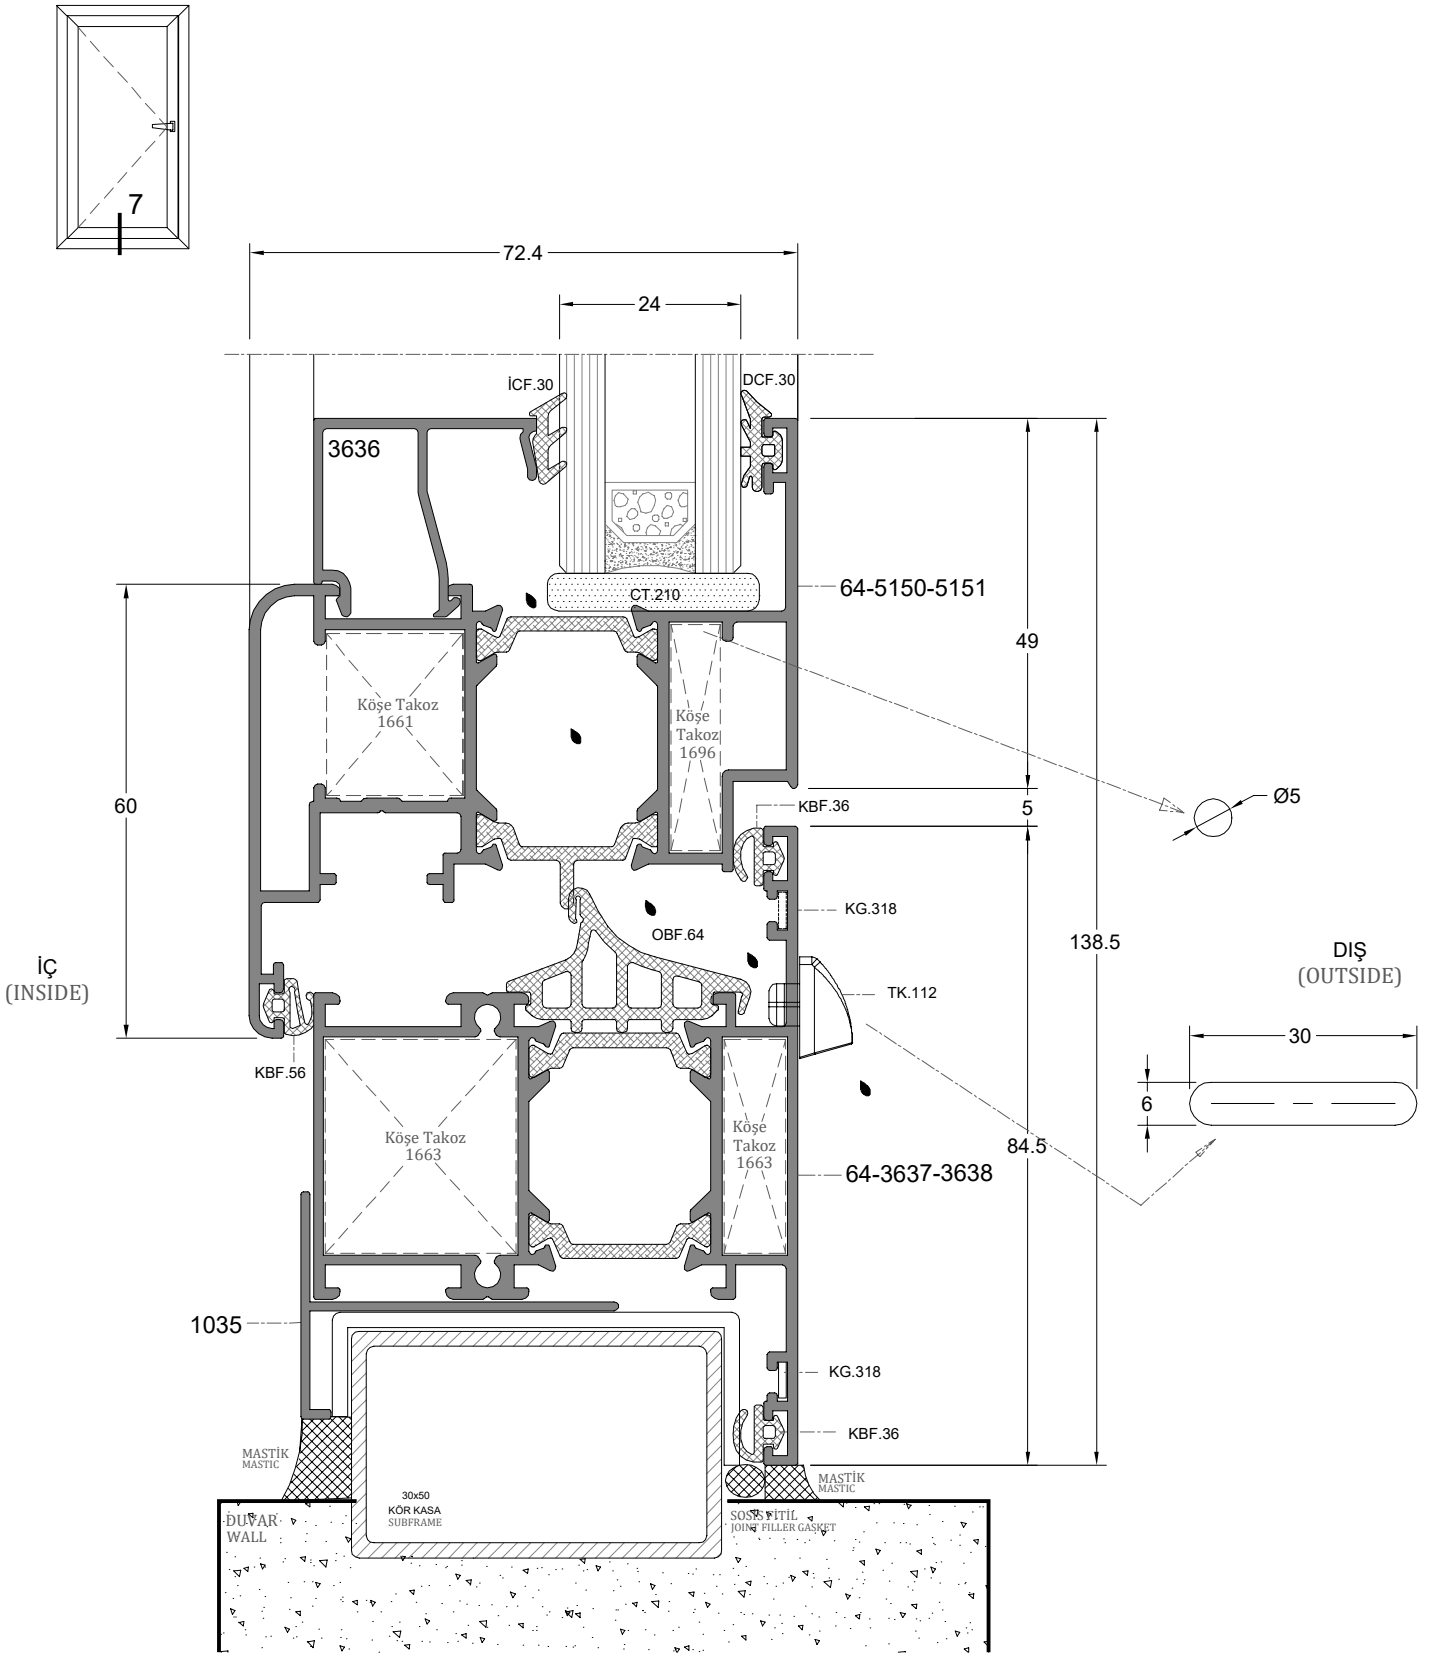 7
72.4
24
İCF.30
DCF.30
3636
CT.210
64-5150-5151
49
Köşe Takoz
1661
Köşe
Takoz
1696
60
KBF.36
5
Ø5
KG.318
OBF.64
138.5
İÇ
(INSIDE)
DIŞ
(OUTSIDE)
TK.112
30
KBF.56
6
Köşe Takoz
1663
Köşe
Takoz
1663
84.5
64-3637-3638
1035
KG.318
KBF.36
MASTİK
MASTIC
MASTİK
MASTIC
30x50
KÖR KASA
SUBFRAME
DUVAR
WALL
SOSİS FİTİL
JOINT FILLER GASKET